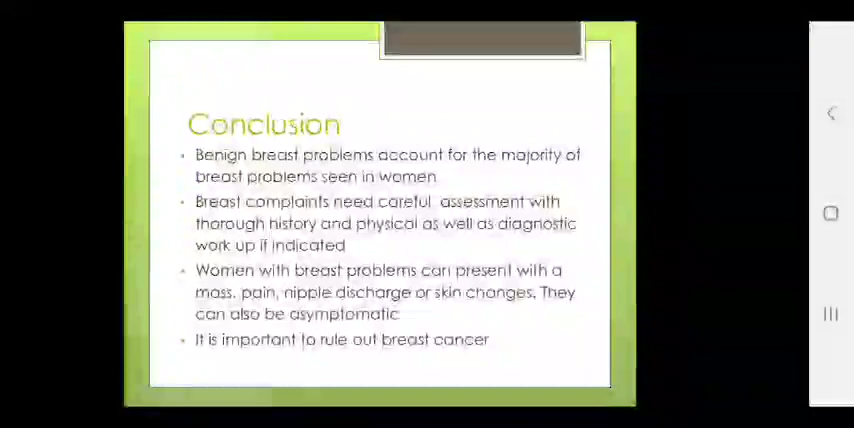 Conclusion
• Benign breast problems account for the majority of
breast problems seen in women
• Breast complaints need careful assessment with
thorough history and physical as well as diagnostic
work up if indicated
• Women with breast problems can present with a
mass, pain, nipple discharge or skin changes. They
can also be asymptomatic
• It is important to rule out breast cancer